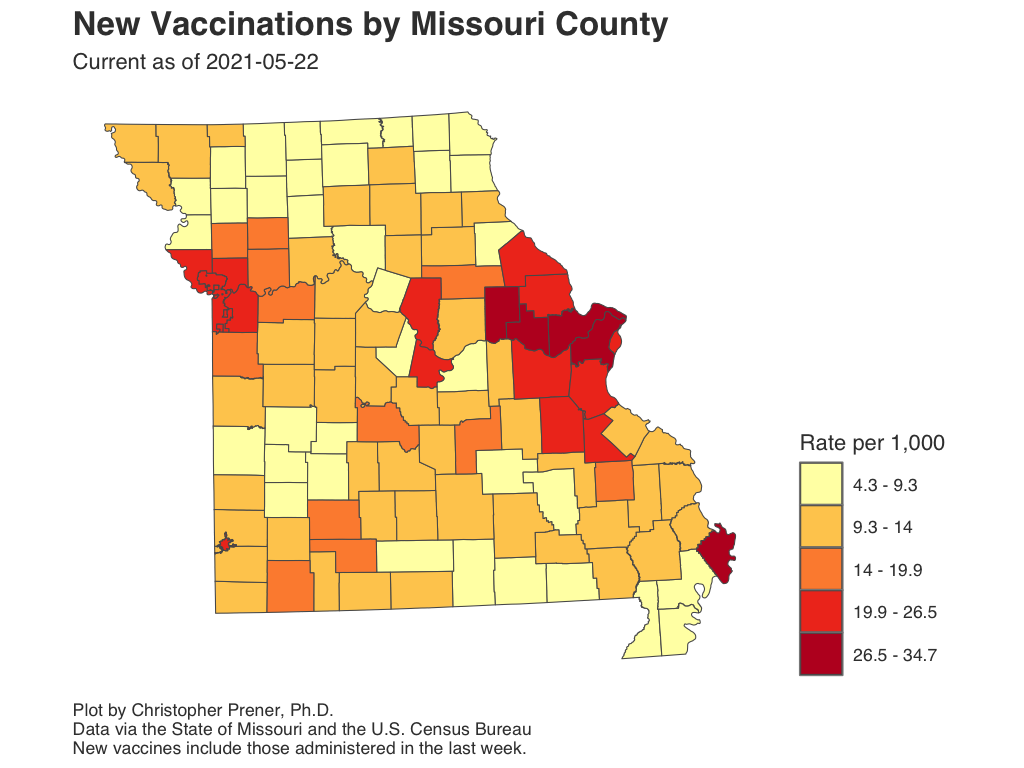 New Vaccinations by Missouri County
Current as of 2021-05-22
Rate per 1,000
4.3 - 9.3
9.3 - 14
14 - 19.9
19.9 - 26.5
26.5 - 34.7
Plot by Christopher Prener, Ph.D.
Data via the State of Missouri and the U.S. Census Bureau
New vaccines include those administered in the last week.